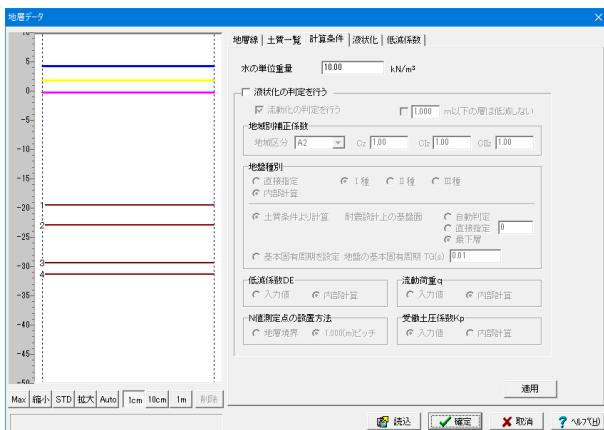 地層データ
地層線 土質一覧 計算条件 液状化 低減係数
10
5
0
-5
-10
-15
-20
-25
-30
-35
-40
-45
-50
1
2
3
4
水の単位重量 10.00 kN/m³
液状化の判定を行う
流動化の判定を行う 1.000 m以下の層は低減しない
地域別補正係数
地域区分 A2 Cz 1.00 CIz 1.00 CIIz 1.00
地盤種別
直接指定 I 種 II 種 III 種
内部計算
土質条件より計算 耐震設計上の基盤面 自動判定
直接指定 0
最下層
基本固有周期を設定 地盤の基本固有周期 TG(s) 0.01
低減係数DE 流動荷重q
入力値 内部計算 入力値 内部計算
N値測定点の設置方法 受働土圧係数Kp
地層境界 1.000(m)ピッチ 入力値 内部計算
適用
Max 縮小 STD 拡大 Auto 1cm 10cm 1m 削除
読込 確定 取消 ヘルプ(H)